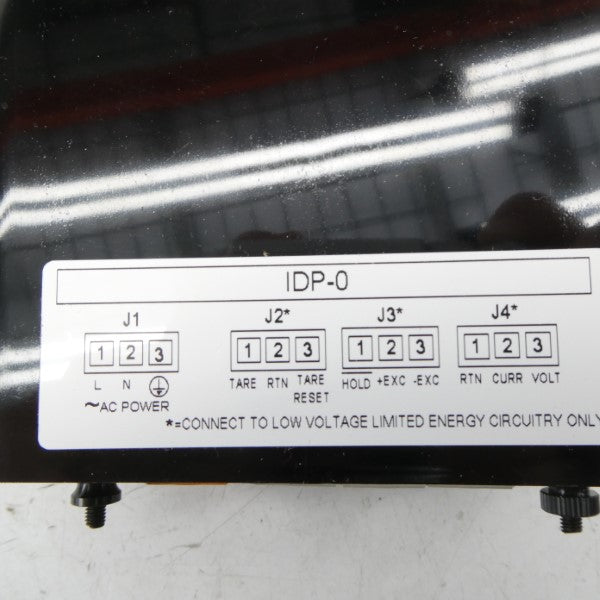 IDP-0
J1 J2* J3* J4*
1 2 3 1 2 3 1 2 3 1 2 3
L N TARE RTN TARE RESET HOLD +EXC -EXC RTN CURR VOLT
~AC POWER
*=CONNECT TO LOW VOLTAGE LIMITED ENERGY CIRCUITRY ONLY